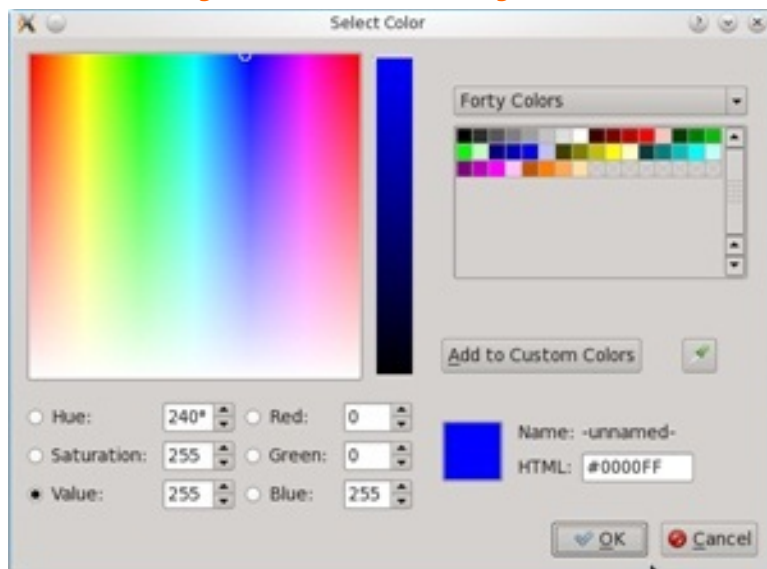 Select Color
Forty Colors
Add to Custom Colors
Hue: 240° Red: 0
Saturation: 255 Green: 0
Value: 255 Blue: 255
Name: -unnamed-
HTML: #0000FF
OK Cancel